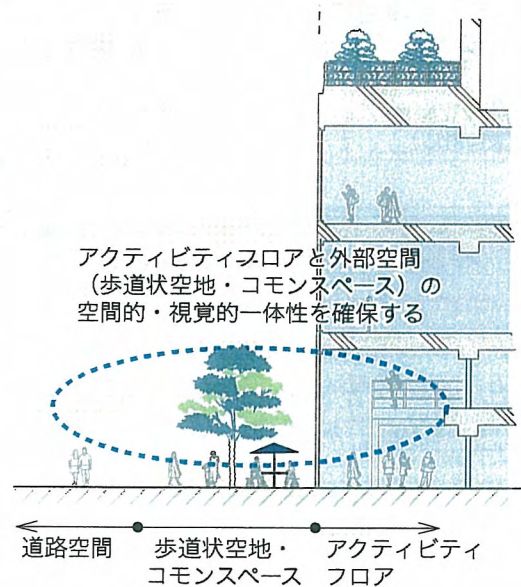 アクティビティフロアと外部空間
（歩道状空地・コモンスペース）の
空間的・視覚的一体性を確保する
道路空間
歩道状空地・
コモンスペース
アクティビティ
フロア